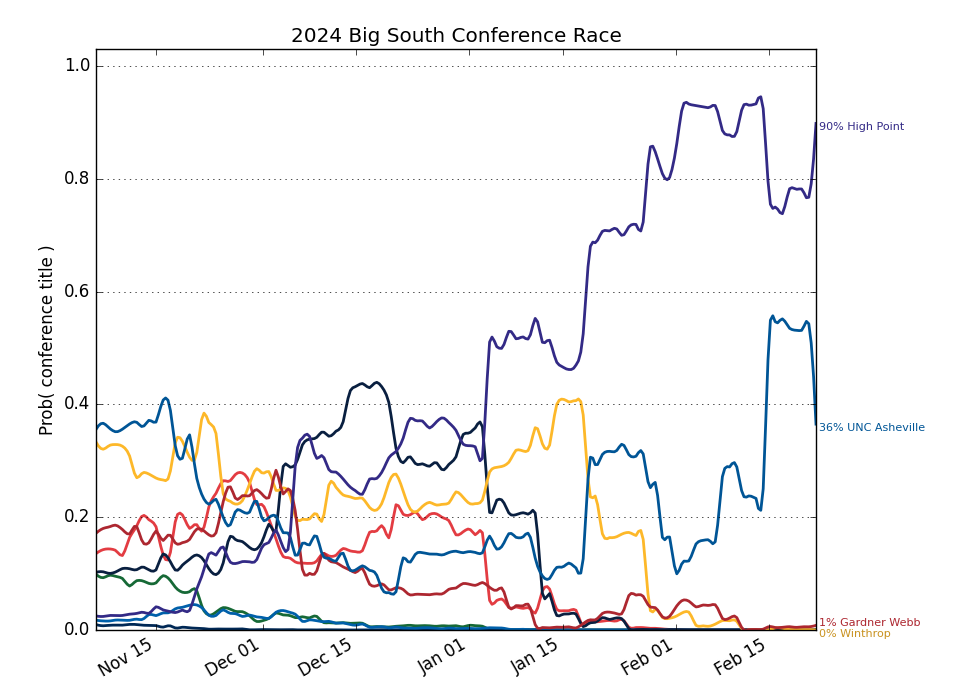 2024 Big South Conference Race
Prob( conference title )
1.0
0.8
0.6
0.4
0.2
0.0
90% High Point
36% UNC Asheville
1% Gardner Webb
0% Winthrop
Nov 15
Dec 01
Dec 15
Jan 01
Jan 15
Feb 01
Feb 15